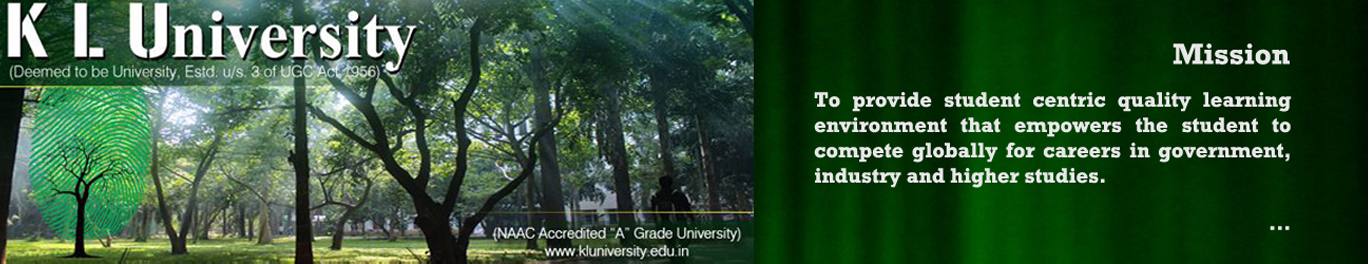 K L University
(Deemed to be University, Estd. u/s. 3 of UGC Act 1956)
(NAAC Accredited "A" Grade University)
www.kluniversity.edu.in
Mission
To provide student centric quality learning
environment that empowers the student to
compete globally for careers in government,
industry and higher studies.
...